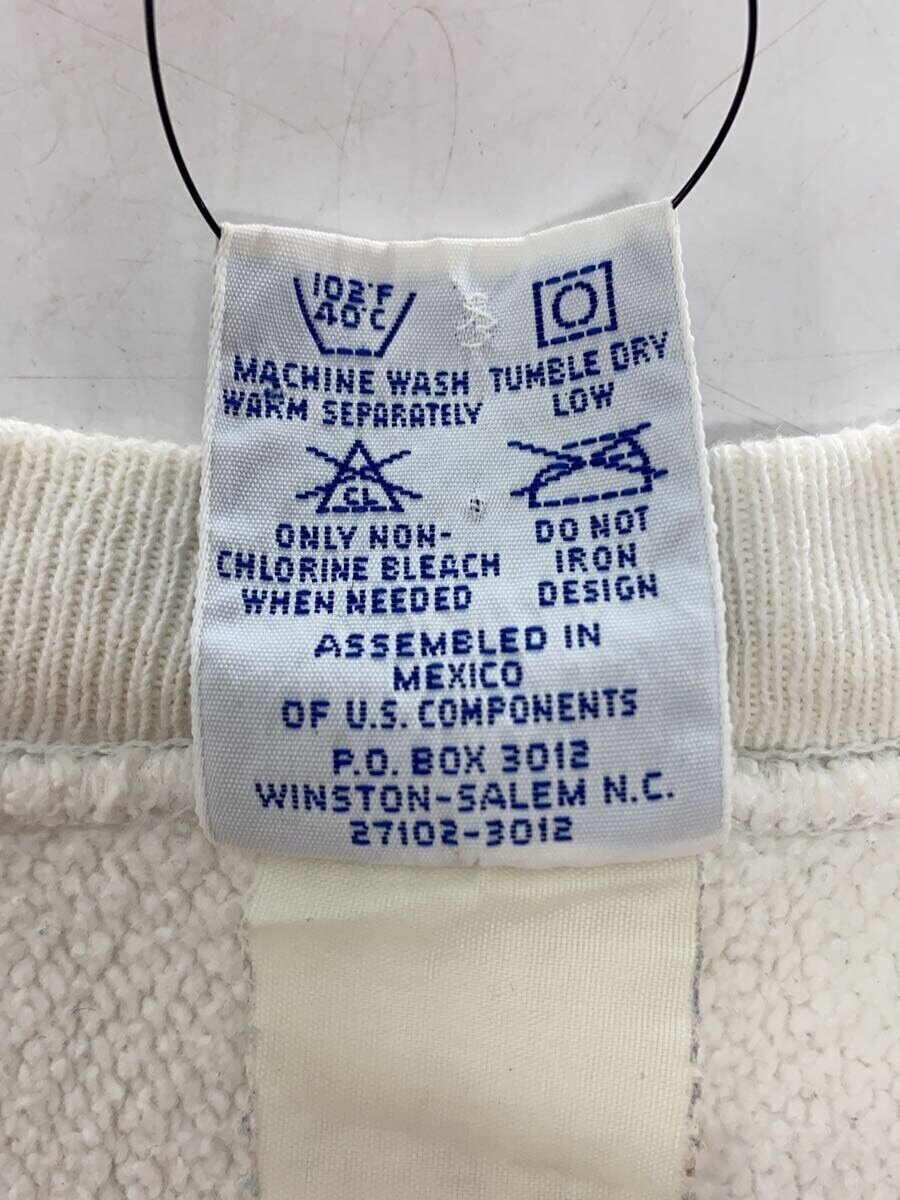 102°F
40°C
MACHINE WASH
WARM SEPARATELY
TUMBLE DRY
LOW
CL
ONLY NON-
CHLORINE BLEACH
WHEN NEEDED
DO NOT
IRON
DESIGN
ASSEMBLED IN
MEXICO
OF U.S. COMPONENTS
P.O. BOX 3012
WINSTON-SALEM N.C.
27102-3012